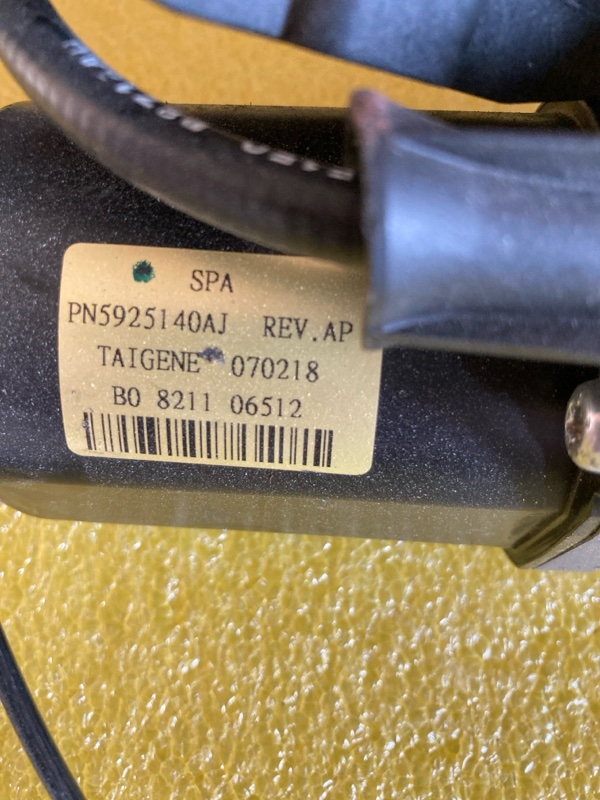 SPA
PN5925140AJ REV.AP
TAIGENE 070218
B0 8211 06512